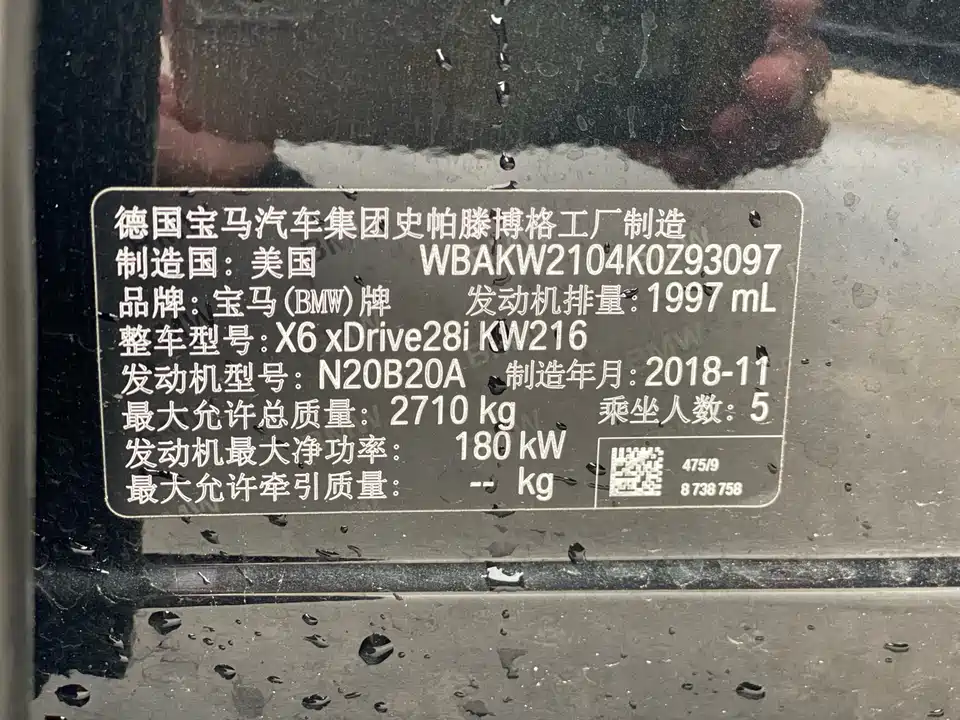 德国宝马汽车集团史帕滕博格工厂制造
制造国: 美国 WBAKW2104K0Z93097
品牌: 宝马(BMW)牌 发动机排量: 1997 mL
整车型号: X6 xDrive28i KW216
发动机型号: N20B20A 制造年月: 2018-11
最大允许总质量: 2710 kg 乘坐人数: 5
发动机最大净功率: 180 kW
最大允许牵引质量: -- kg
475/9
8 738 758